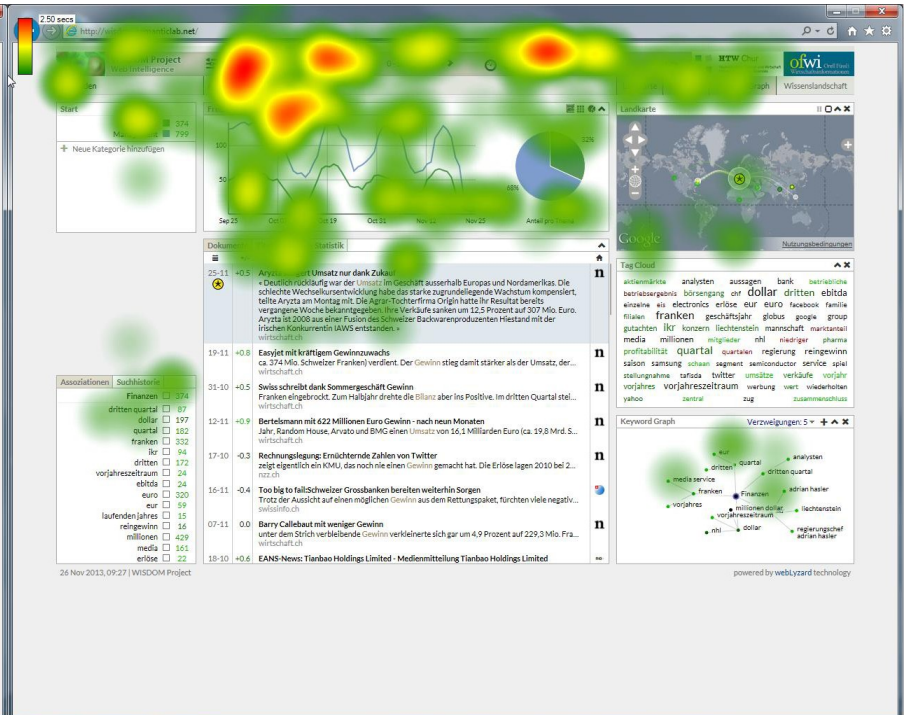 2.50 secs
http://w
nticlab.net/
Project
Web Intelligence
HTW Chur
ofwi Orell Füssli
Wirtschaftsinformationen
Wissenslandschaft
Start
374
799
+ Neue Kategorie hinzufügen
100
50
Sep 25
Oct 19
Oct 31
Nov 12
Nov 25
32%
68%
Anteil pro
Landkarte
Google
Nutzungsbedingungen
Dokum
tatistik
25-11 +0.5 Aryzta
ert Umsatz nur dank Zukauf
« Deutlich rückläufig war der Umsatz im Geschäft ausserhalb Europas und Nordamerikas. Die
schlechte Wechselkursentwicklung habe das starke zugrundeliegende Wachstum kompensiert,
teilte Aryzta am Montag mit. Die Agrar-Tochterfirma Origin hatte ihr Resultat bereits
vergangene Woche bekanntgegeben. Ihre Verkäufe sanken um 12,5 Prozent auf 307 Mio. Euro.
Aryzta ist 2008 aus einer Fusion des Schweizer Backwarenproduzenten Hiestand mit der
irischen Konkurrentin IAWS entstanden. »
wirtschaft.ch
19-11 +0.8 Easyjet mit kräftigem Gewinnzuwachs
ca. 374 Mio. Schweizer Franken) verdient. Der Gewinn stieg damit stärker als der Umsatz, der...
wirtschaft.ch
31-10 +0.5 Swiss schreibt dank Sommergeschäft Gewinn
Franken eingebrockt. Zum Halbjahr drehte die Bilanz aber ins Positive. Im dritten Quartal stei...
wirtschaft.ch
12-11 +0.9 Bertelsmann mit 622 Millionen Euro Gewinn - nach neun Monaten
Jahr, Random House, Arvato und BMG einen Umsatz von 16,1 Milliarden Euro (ca. 19,8 Mrd. S...
wirtschaft.ch
17-10 -0.3 Rechnungslegung: Ernüchternde Zahlen von Twitter
zeigt eigentlich ein KMU, das noch nie einen Gewinn gemacht hat. Die Erlöse lagen 2010 bei 2...
nzz.ch
16-11 -0.4 Too big to fail:Schweizer Grossbanken bereiten weiterhin Sorgen
Trotz der Aussicht auf einen möglichen Gewinn aus dem Rettungspaket, fürchten viele negativ...
swissinfo.ch
07-11 0.0 Barry Callebaut mit weniger Gewinn
unter dem Strich verbleibende Gewinn verkleinerte sich gar um 4,9 Prozent auf 229,3 Mio. Fra...
wirtschaft.ch
18-10 +0.6 EANS-News: Tianbao Holdings Limited - Medienmitteilung Tianbao Holdings Limited
Tag Cloud
aktienmärkte analysten aussagen bank betriebliche
betriebsergebnis börsengang chf dollar dritten ebitda
einzelne eis electronics erlöse eur euro facebook familie
filialen franken geschäftsjahr globus google group
gutachten ikr konzern liechtenstein mannschaft marktanteil
media millionen mitglieder nhl niedriger pharma
profitabilität quartal quartalen regierung reingewinn
saison samsung schaan segment semiconductor service spiel
stellungnahme tafisda twitter umsätze verkäufe vorjahr
vorjahres vorjahreszeitraum werbung wert wiederholten
yahoo zentral zug zusammenschluss
Assoziationen Suchhistorie
Finanzen 374
dritten quartal 87
dollar 197
quartal 182
franken 332
ikr 94
dritten 172
vorjahreszeitraum 24
ebitda 24
euro 320
eur 59
laufenden jahres 15
reingewinn 16
millionen 429
media 161
erlöse 22
Keyword Graph Verzweigungen: 5
eur
analysten
quartal
dritten
dritten quartal
media service
franken
Finanzen
adrian hasler
vorjahres
millionen dollar
liechtenstein
vorjahreszeitraum
nhl
dollar
regierungschef
adrian hasler
26 Nov 2013, 09:27 | WISDOM Project
powered by webLyzard technology